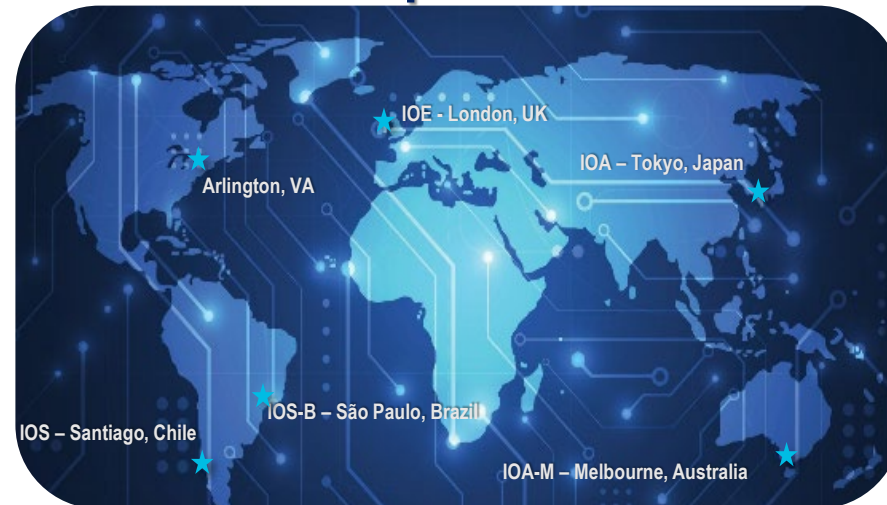 IOE - London, UK
IOA – Tokyo, Japan
Arlington, VA
IOS-B – São Paulo, Brazil
IOS – Santiago, Chile
IOA-M – Melbourne, Australia